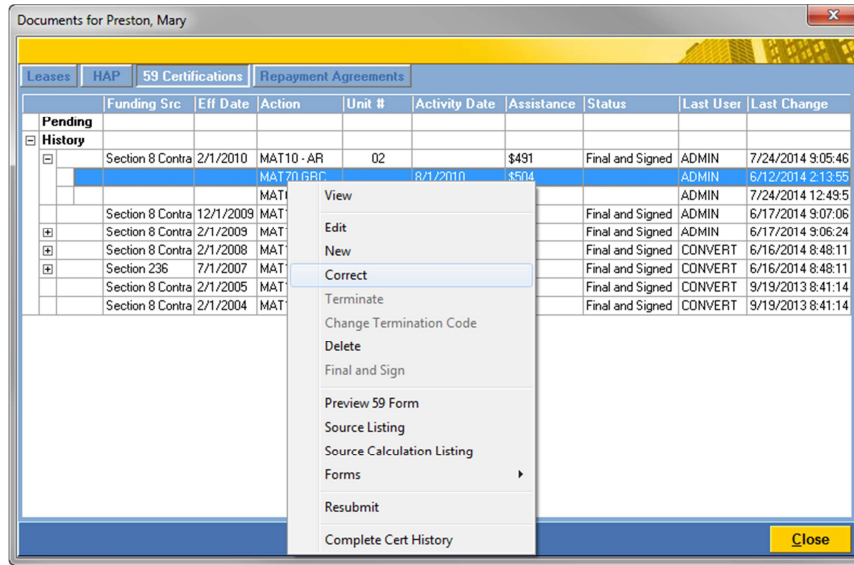 Documents for Preston, Mary
x
Leases HAP 59 Certifications Repayment Agreements
Funding Src Eff Date Action Unit # Activity Date Assistance Status Last User Last Change
Pending
History
Section 8 Contra 2/1/2010 MAT10 - AR 02 $491 Final and Signed ADMIN 7/24/2014 9:05:46
MAT70 GRC 8/1/2010 $504 ADMIN 6/12/2014 2:13:55
ADMIN 7/24/2014 12:49:5
Section 8 Contra 12/1/2009 MAT Final and Signed ADMIN 6/17/2014 9:07:06
Section 8 Contra 2/1/2009 MAT Final and Signed ADMIN 6/17/2014 9:06:24
Section 8 Contra 2/1/2008 MAT Final and Signed CONVERT 6/16/2014 8:48:11
Section 236 7/1/2007 MAT Final and Signed CONVERT 6/16/2014 8:48:11
Section 8 Contra 2/1/2005 MAT Final and Signed CONVERT 9/19/2013 8:41:14
Section 8 Contra 2/1/2004 MAT Final and Signed CONVERT 9/19/2013 8:41:14
View
Edit
New
Correct
Terminate
Change Termination Code
Delete
Final and Sign
Preview 59 Form
Source Listing
Source Calculation Listing
Forms
Resubmit
Complete Cert History
Close